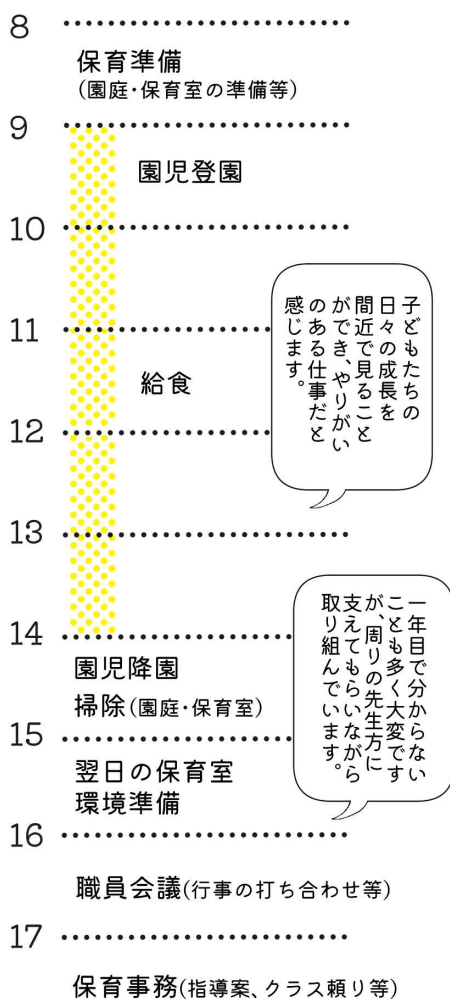 8
保育準備
(園庭・保育室の準備等)
9
園児登園
10
子どもたちの
日々の成長を
間近で見ること
ができ、やりがい
のある仕事だと
感じます。
11
給食
12
13
14
園児降園
掃除(園庭・保育室)
一年目で分からない
ことも多く大変です
が、周りの先生方に
支えてもらいながら
取り組んでいます。
15
翌日の保育室
環境準備
16
職員会議(行事の打ち合わせ等)
17
保育事務(指導案、クラス頼り等)